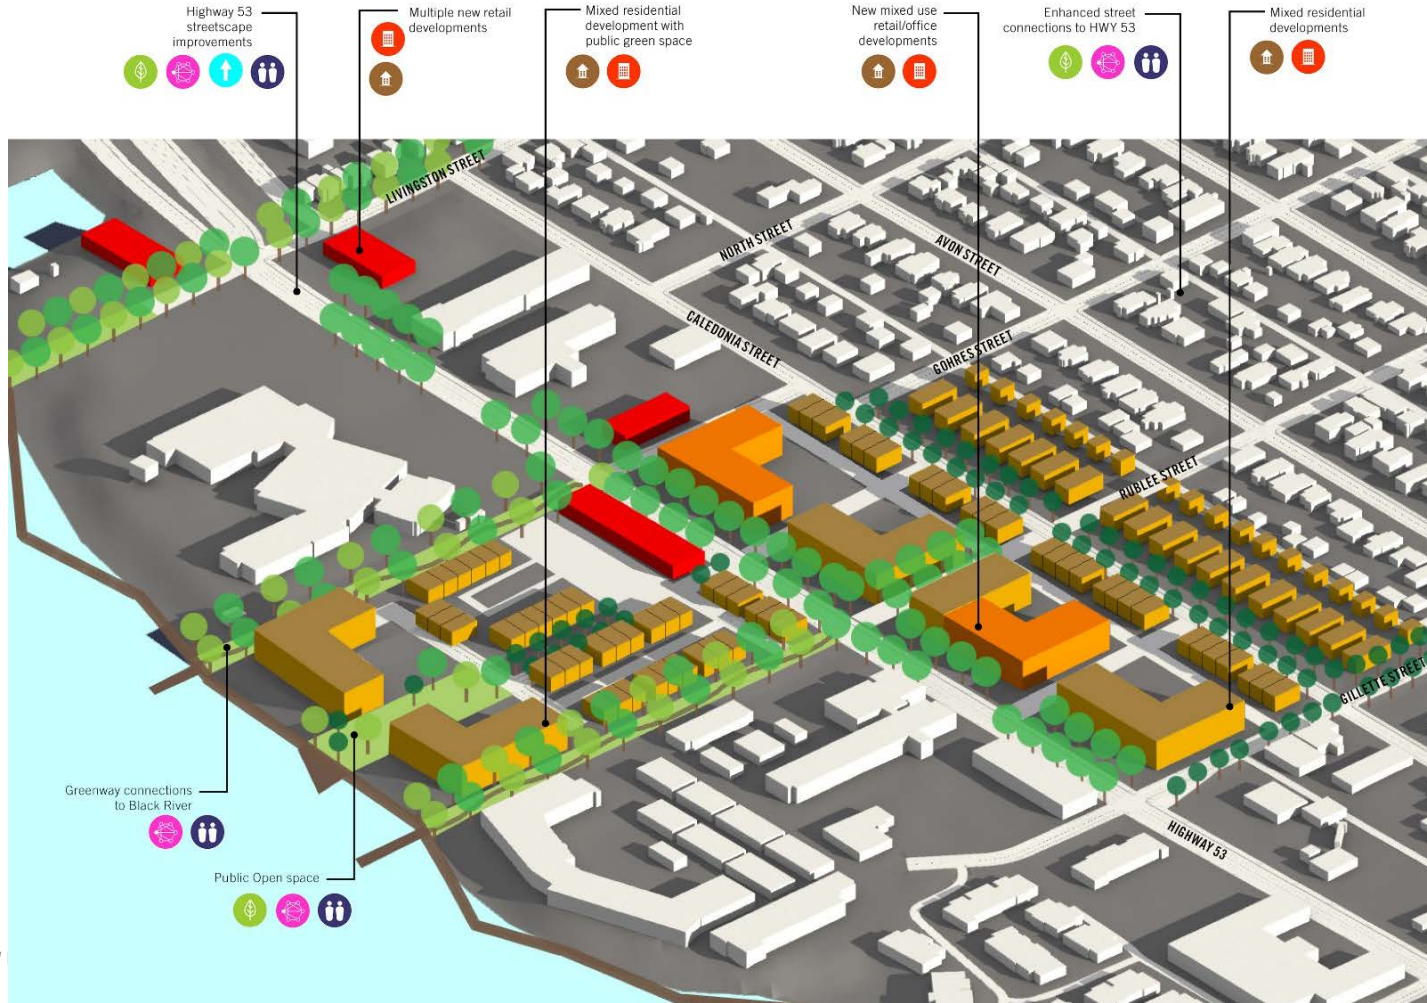 Highway 53
streetscape
improvements
Multiple new retail
developments
Mixed residential
development with
public green space
New mixed use
retail/office
developments
Enhanced street
connections to HWY 53
Mixed residential
developments
LIVINGSTON STREET
NORTH STREET
AVON STREET
CALEDONIA STREET
GOHRES STREET
RUBLEE STREET
GILLETTE STREET
HIGHWAY 53
Greenway connections
to Black River
Public Open space